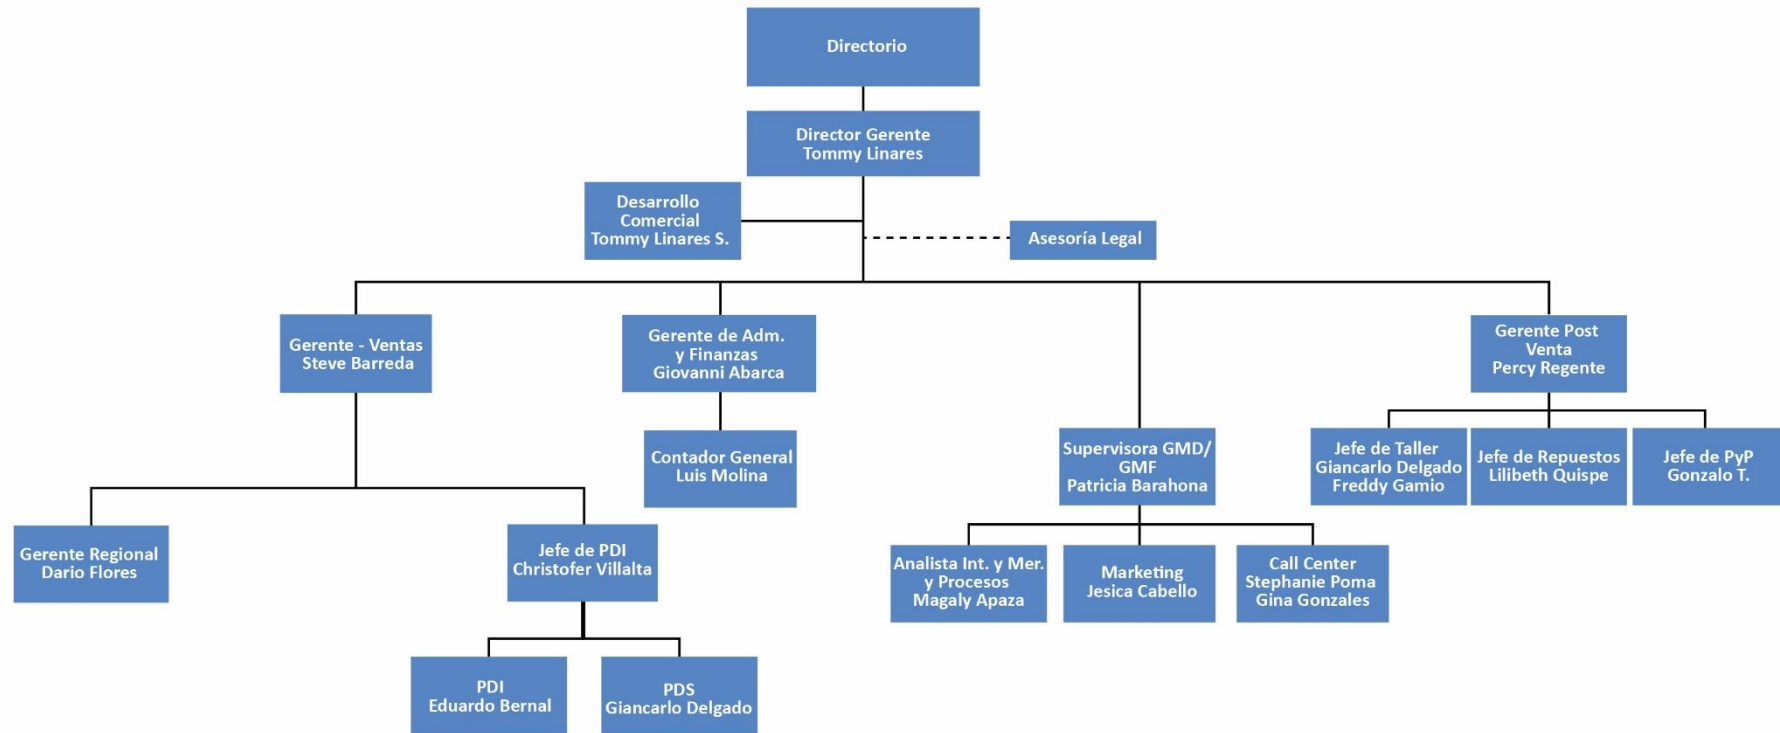 Directorio
Director Gerente
Tommy Linares
Desarrollo
Comercial
Tommy Linares S.
Asesoría Legal
Gerente - Ventas
Steve Barreda
Gerente de Adm.
y Finanzas
Giovanni Abarca
Gerente Post
Venta
Percy Regente
Contador General
Luis Molina
Supervisora GMD/
GMF
Patricia Barahona
Jefe de Taller
Giancarlo Delgado
Freddy Gamio
Jefe de Repuestos
Lilibeth Quispe
Jefe de PyP
Gonzalo T.
Gerente Regional
Dario Flores
Jefe de PDI
Christofer Villalta
Analista Int. y Mer.
y Procesos
Magaly Apaza
Marketing
Jesica Cabello
Call Center
Stephanie Poma
Gina Gonzales
PDI
Eduardo Bernal
PDS
Giancarlo Delgado